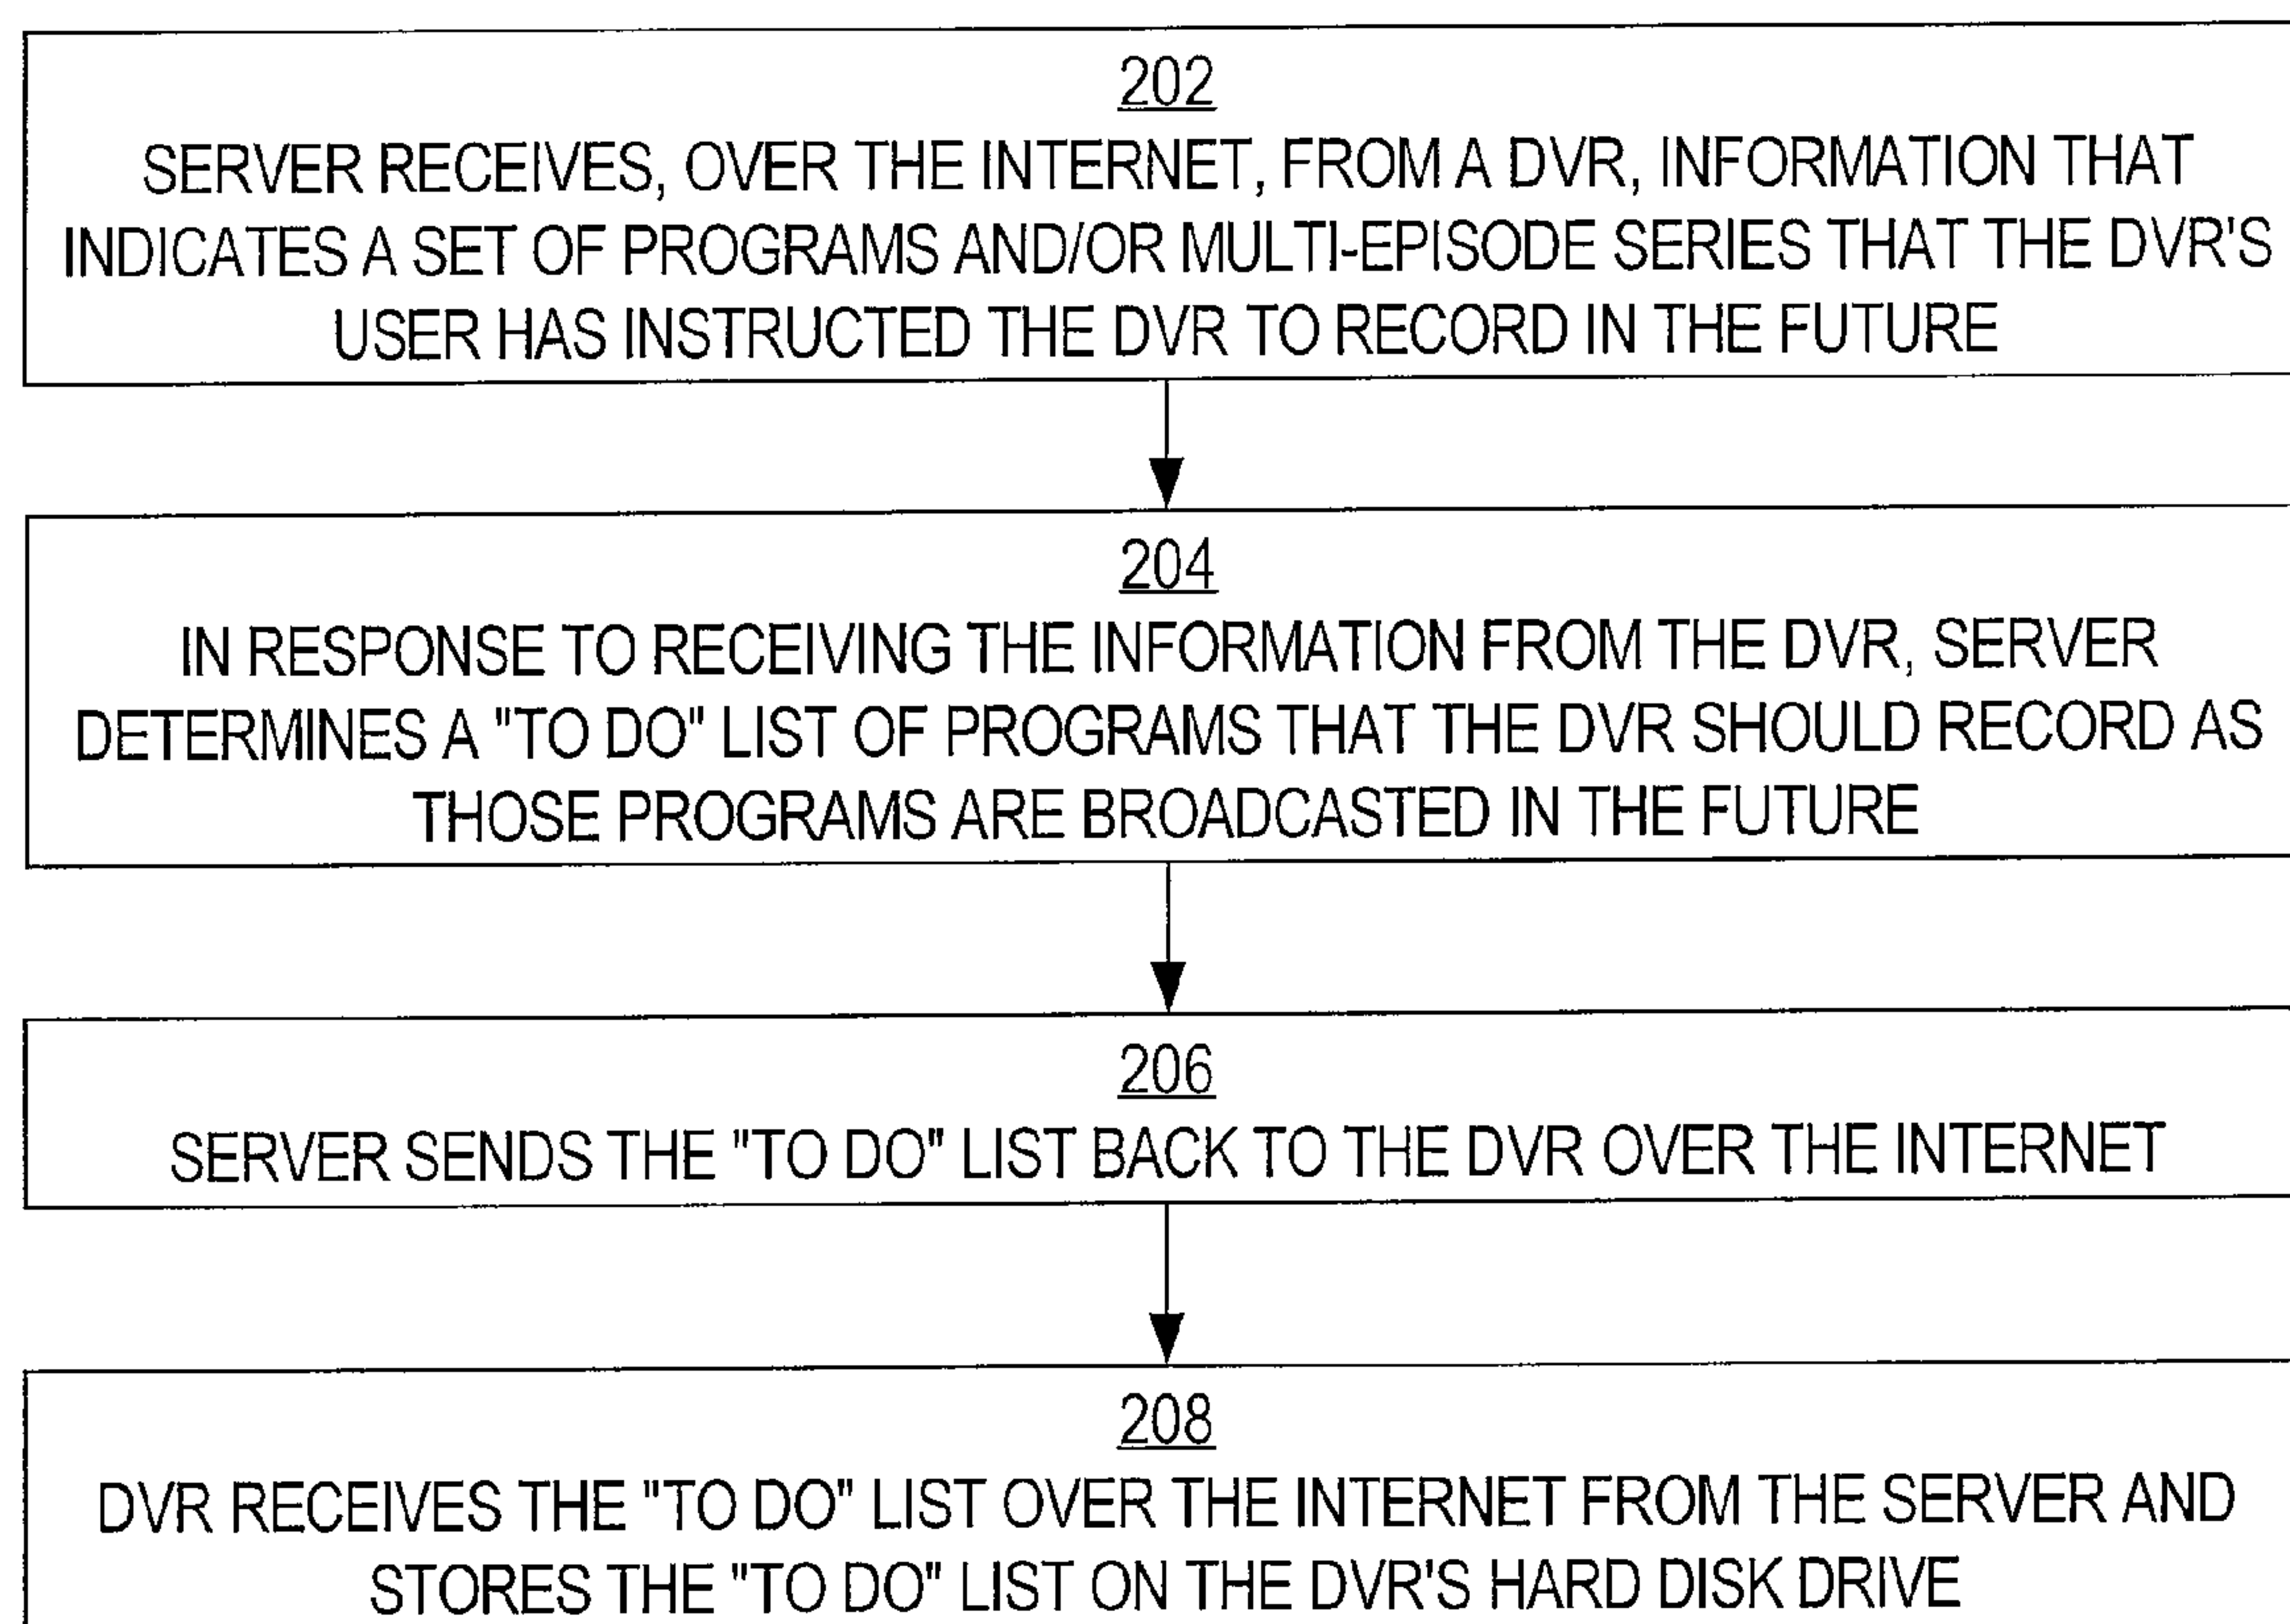 202
SERVER RECEIVES, OVER THE INTERNET, FROM A DVR, INFORMATION THAT
INDICATES A SET OF PROGRAMS AND/OR MULTI-EPISODE SERIES THAT THE DVR'S
USER HAS INSTRUCTED THE DVR TO RECORD IN THE FUTURE
204
IN RESPONSE TO RECEIVING THE INFORMATION FROM THE DVR, SERVER
DETERMINES A "TO DO" LIST OF PROGRAMS THAT THE DVR SHOULD RECORD AS
THOSE PROGRAMS ARE BROADCASTED IN THE FUTURE
206
SERVER SENDS THE "TO DO" LIST BACK TO THE DVR OVER THE INTERNET
208
DVR RECEIVES THE "TO DO" LIST OVER THE INTERNET FROM THE SERVER AND
STORES THE "TO DO" LIST ON THE DVR'S HARD DISK DRIVE